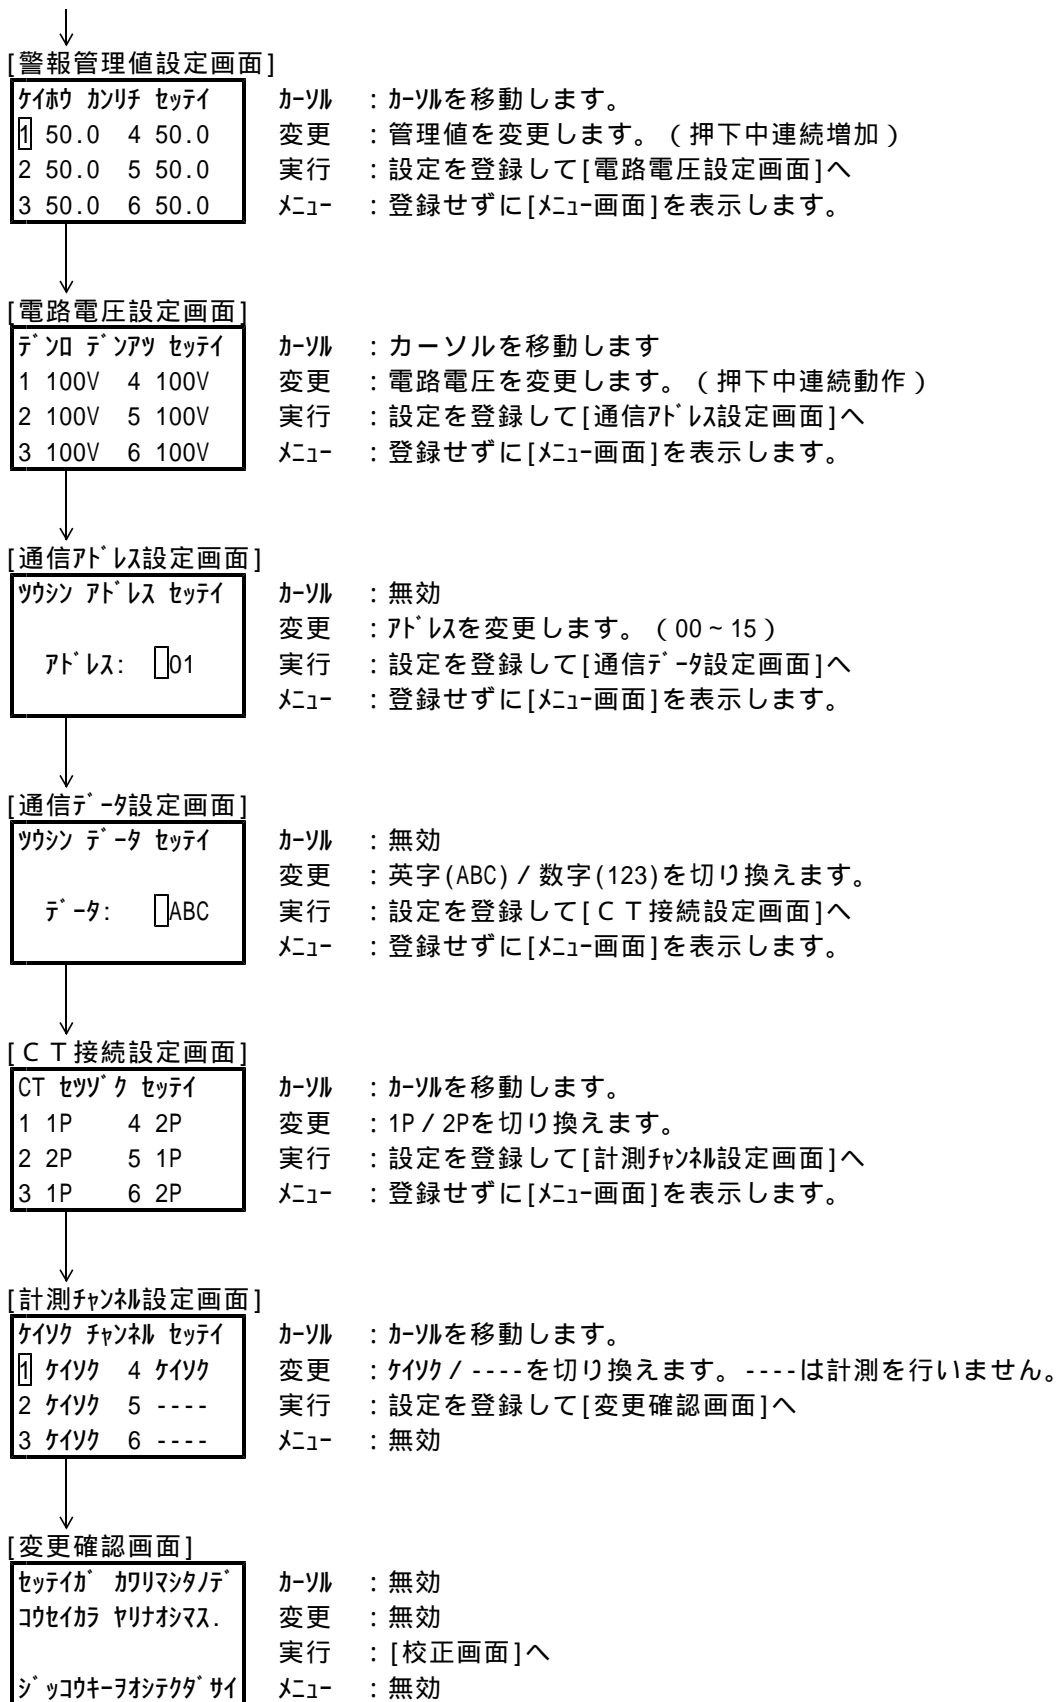 [警報管理値設定画面]
ｹｲﾎｳ ｶﾝﾘﾁ ｾｯﾃｲ ｶｰｿﾙ ：ｶｰｿﾙを移動します。
1 50.0 4 50.0 変更 ：管理値を変更します。（押下中連続増加）
2 50.0 5 50.0 実行 ：設定を登録して[電路電圧設定画面]へ
3 50.0 6 50.0 ﾒﾆｭｰ ：登録せずに[ﾒﾆｭｰ画面]を表示します。
[電路電圧設定画面]
ﾃﾞﾝﾛ ﾃﾞﾝｱﾂ ｾｯﾃｲ ｶｰｿﾙ ：カーソルを移動します
1 100V 4 100V 変更 ：電路電圧を変更します。（押下中連続動作）
2 100V 5 100V 実行 ：設定を登録して[通信ｱﾄﾞﾚｽ設定画面]へ
3 100V 6 100V ﾒﾆｭｰ ：登録せずに[ﾒﾆｭｰ画面]を表示します。
[通信ｱﾄﾞﾚｽ設定画面]
ﾂｳｼﾝ ｱﾄﾞﾚｽ ｾｯﾃｲ ｶｰｿﾙ ：無効
変更 ：ｱﾄﾞﾚｽを変更します。（00～15）
ｱﾄﾞﾚｽ: 01 実行 ：設定を登録して[通信ﾃﾞｰﾀ設定画面]へ
ﾒﾆｭｰ ：登録せずに[ﾒﾆｭｰ画面]を表示します。
[通信ﾃﾞｰﾀ設定画面]
ﾂｳｼﾝ ﾃﾞｰﾀ ｾｯﾃｲ ｶｰｿﾙ ：無効
変更 ：英字(ABC)／数字(123)を切り換えます。
ﾃﾞｰﾀ: ABC 実行 ：設定を登録して[ＣＴ接続設定画面]へ
ﾒﾆｭｰ ：登録せずに[ﾒﾆｭｰ画面]を表示します。
[ＣＴ接続設定画面]
CT ｾﾂｿﾞｸ ｾｯﾃｲ ｶｰｿﾙ ：ｶｰｿﾙを移動します。
1 1P 4 2P 変更 ：1P／2Pを切り換えます。
2 2P 5 1P 実行 ：設定を登録して[計測ﾁｬﾝﾈﾙ設定画面]へ
3 1P 6 2P ﾒﾆｭｰ ：登録せずに[ﾒﾆｭｰ画面]を表示します。
[計測ﾁｬﾝﾈﾙ設定画面]
ｹｲｿｸ ﾁｬﾝﾈﾙ ｾｯﾃｲ ｶｰｿﾙ ：ｶｰｿﾙを移動します。
1 ｹｲｿｸ 4 ｹｲｿｸ 変更 ：ｹｲｿｸ／----を切り換えます。----は計測を行いません。
2 ｹｲｿｸ 5 ---- 実行 ：設定を登録して[変更確認画面]へ
3 ｹｲｿｸ 6 ---- ﾒﾆｭｰ ：無効
[変更確認画面]
ｾｯﾃｲｶﾞ ｶﾜﾘﾏｼﾀﾉﾃﾞ ｶｰｿﾙ ：無効
ｺｳｾｲｶﾗ ﾔﾘﾅｵｼﾏｽ. 変更 ：無効
実行 ：[校正画面]へ
ｼﾞｯｺｳｷｰｦｵｼﾃｸﾀﾞｻｲ ﾒﾆｭｰ ：無効